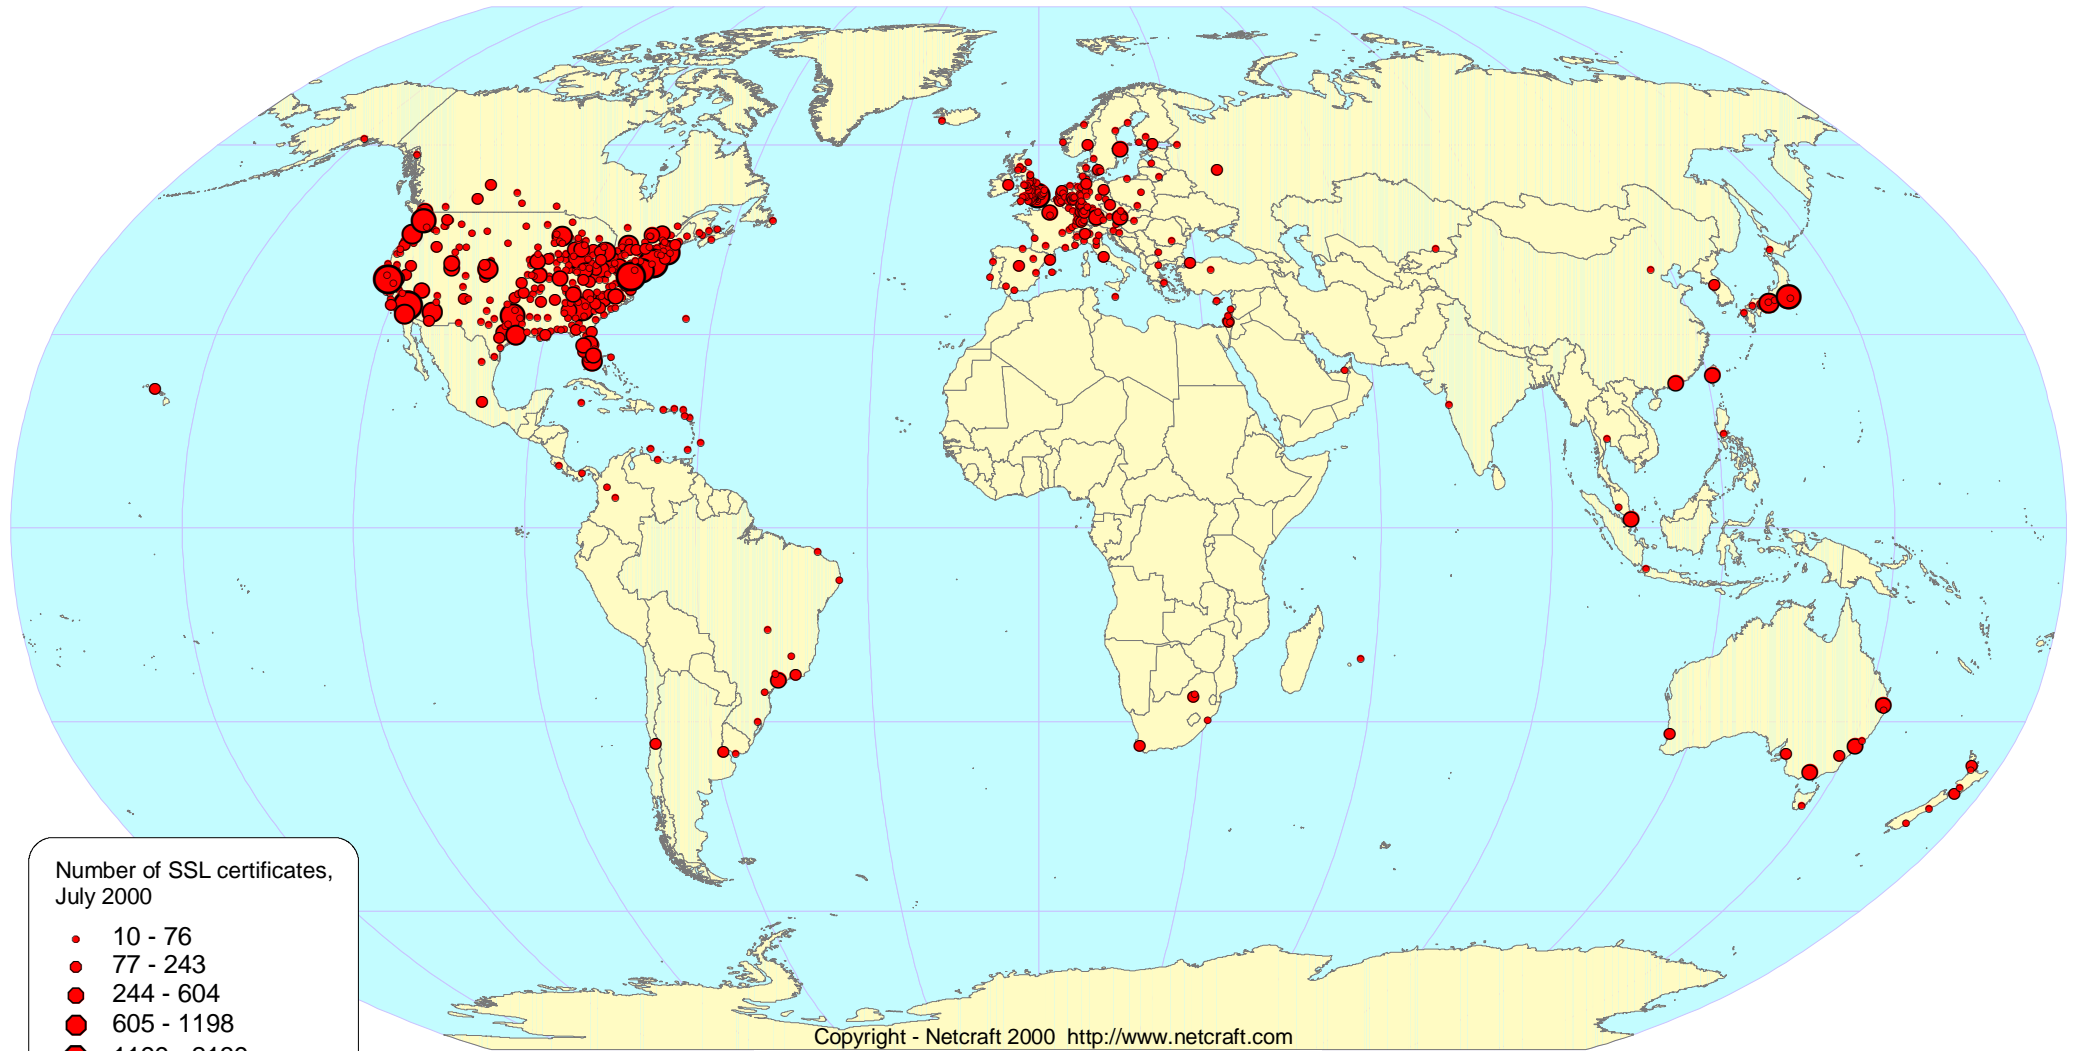 Number of SSL certificates,
July 2000
10 - 76
77 - 243
244 - 604
605 - 1198
Copyright - Netcraft 2000 http://www.netcraft.com